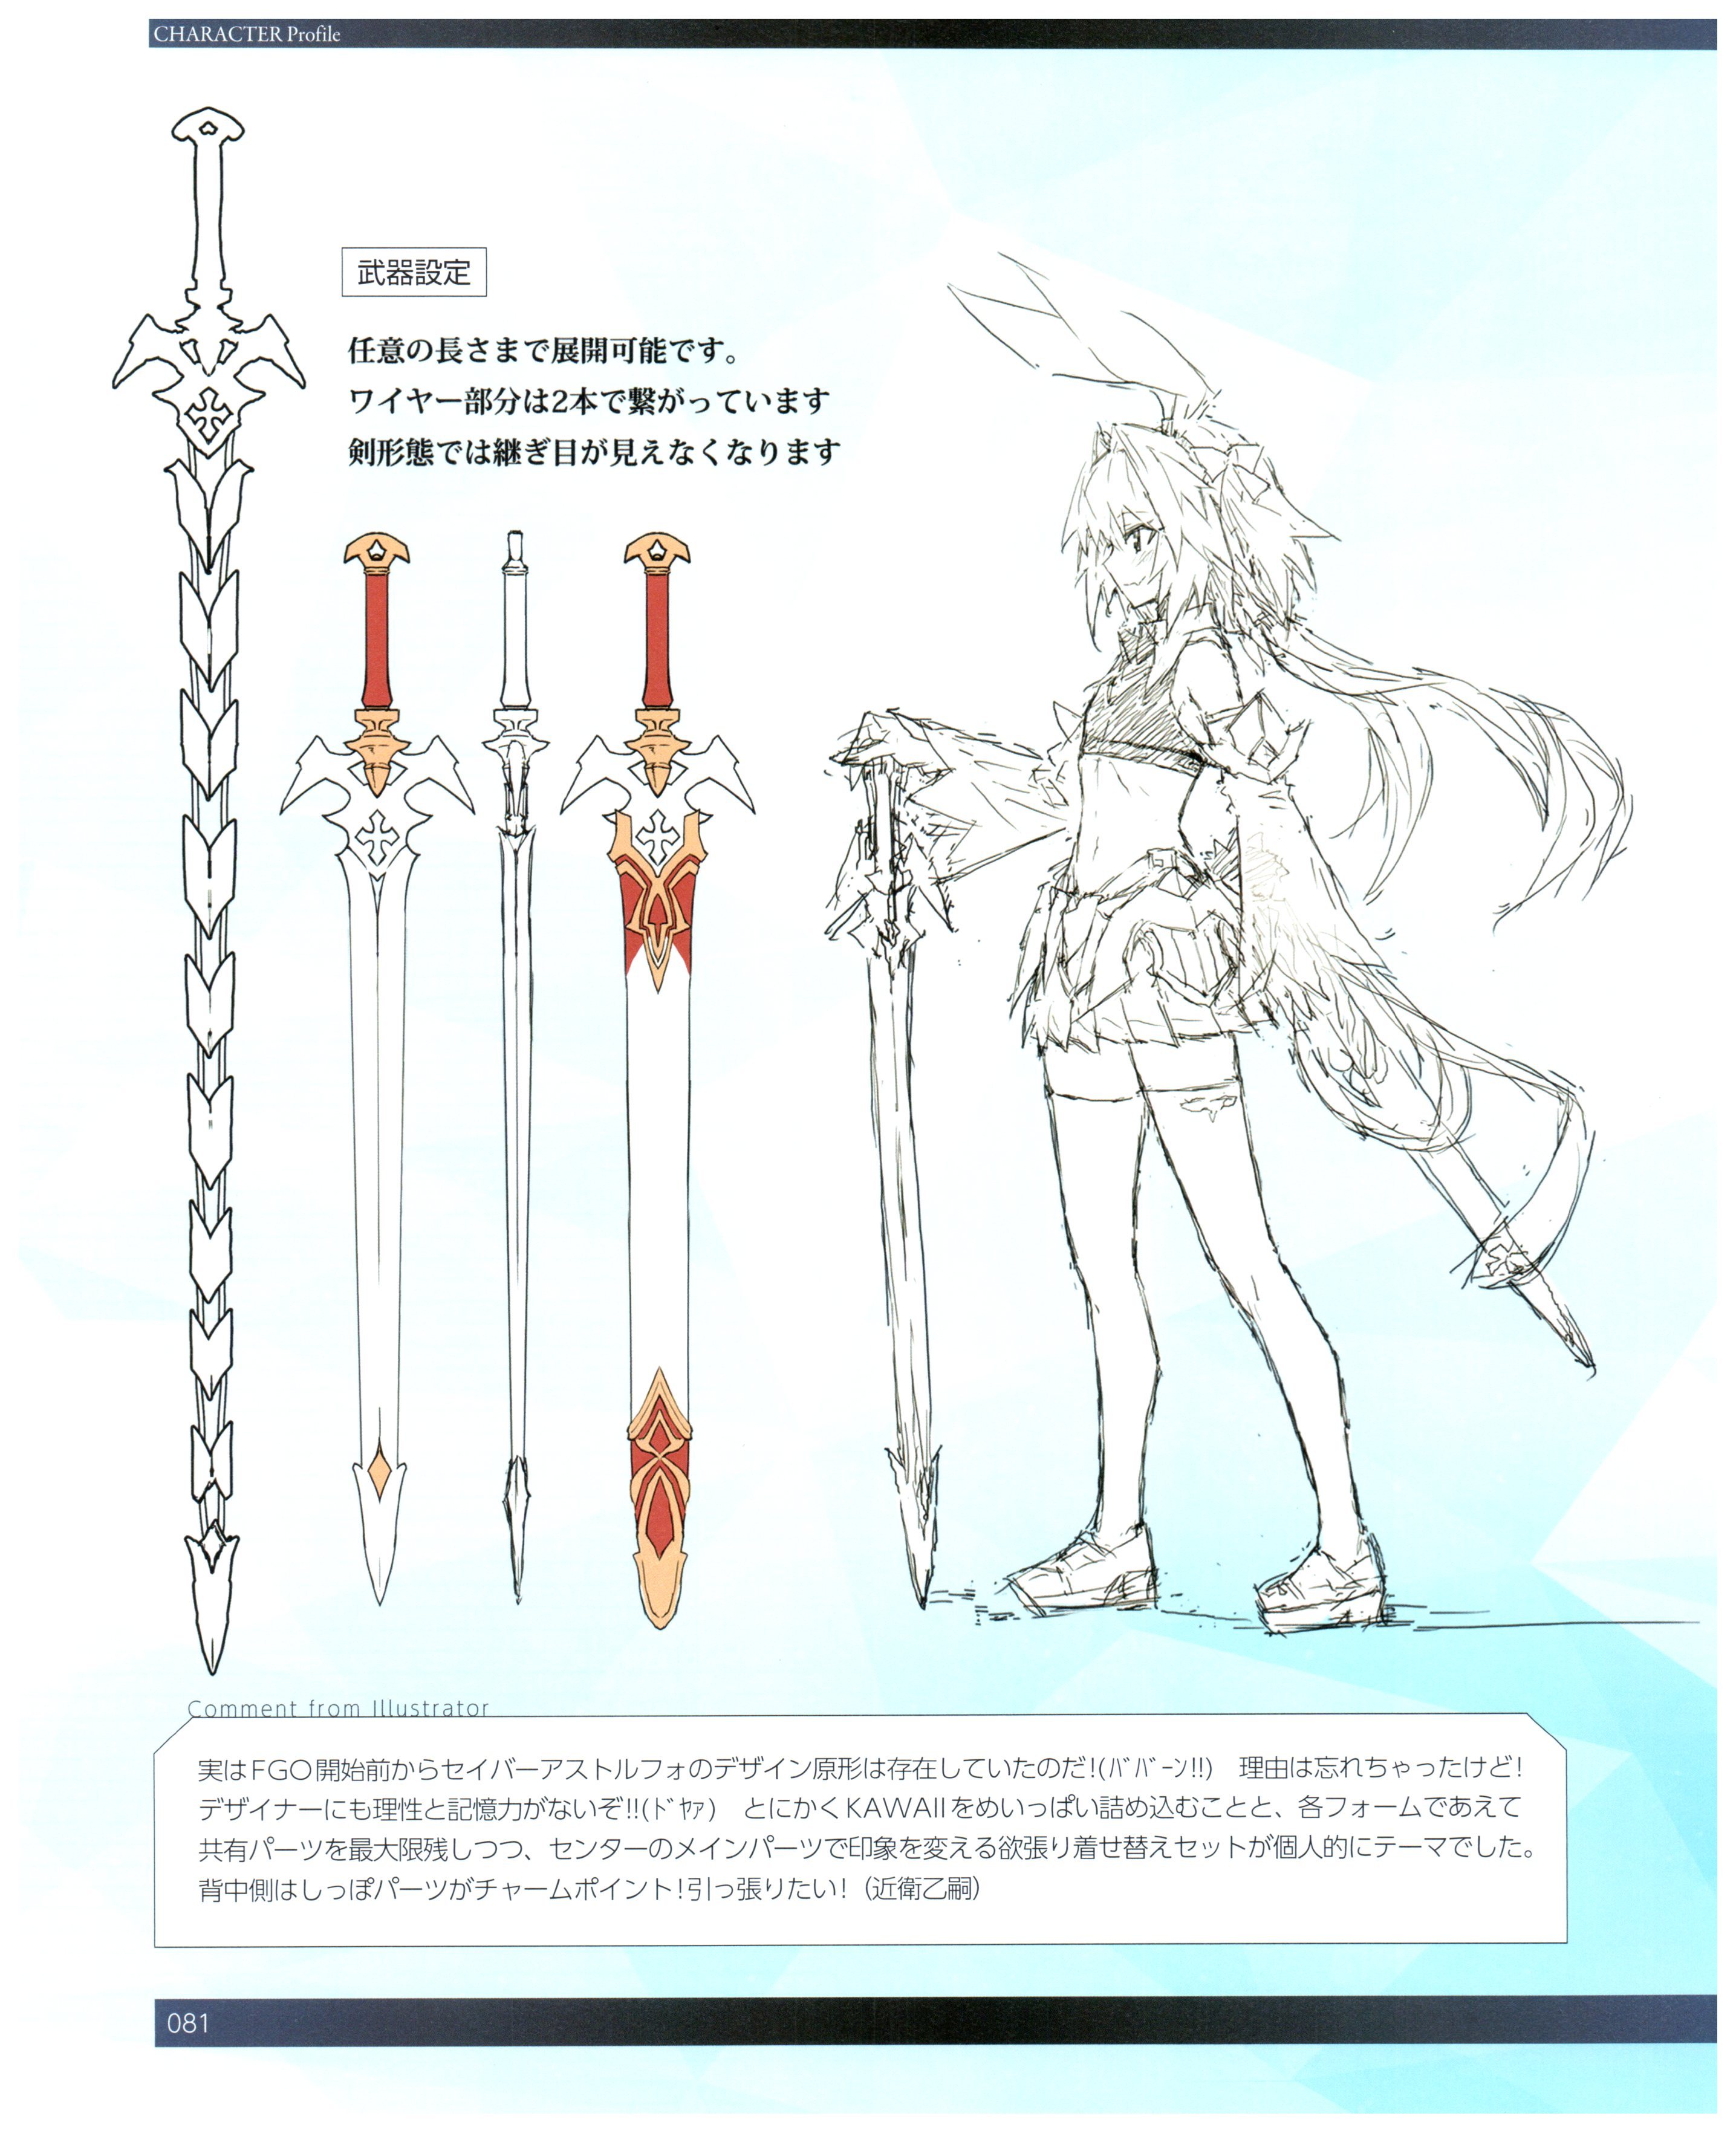 CHARACTER Profile
武器設定
任意の長さまで展開可能です。
ワイヤー部分は2本で繋がっています
剣形態では継ぎ目が見えなくなります
Comment from Illustrator
実はFGO開始前からセイバーアストルフォのデザイン原形は存在していたのだ!(ババーン!!)　理由は忘れちゃったけど!
デザイナーにも理性と記憶力がないぞ!!(ドヤァ)　とにかくKAWAIIをめいっぱい詰め込むことと、各フォームであえて
共有パーツを最大限残しつつ、センターのメインパーツで印象を変える欲張り着せ替えセットが個人的にテーマでした。
背中側はしっぽパーツがチャームポイント!引っ張りたい!（近衛乙嗣）
081